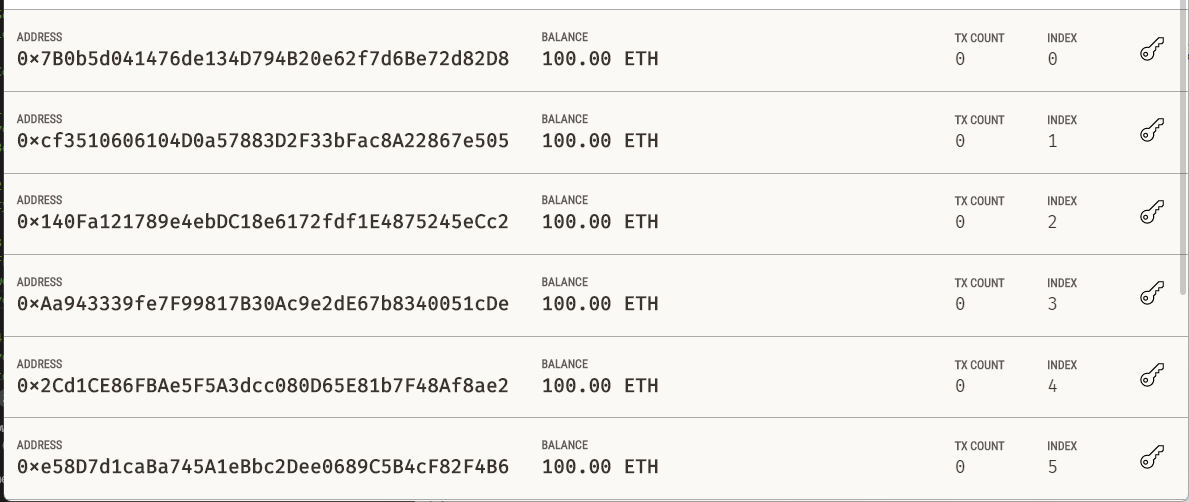 ADDRESS BALANCE TX COUNT INDEX
0x7B0b5d041476de134D794B20e62f7d6Be72d82D8 100.00 ETH 0 0
ADDRESS BALANCE TX COUNT INDEX
0xcf3510606104D0a57883D2F33bFac8A22867e505 100.00 ETH 0 1
ADDRESS BALANCE TX COUNT INDEX
0x140Fa121789e4ebDC18e6172fdf1E4875245eCc2 100.00 ETH 0 2
ADDRESS BALANCE TX COUNT INDEX
0xAa943339fe7F99817B30Ac9e2dE67b8340051cDe 100.00 ETH 0 3
ADDRESS BALANCE TX COUNT INDEX
0x2Cd1CE86FBAe5F5A3dcc080D65E81b7F48Af8ae2 100.00 ETH 0 4
ADDRESS BALANCE TX COUNT INDEX
0xe58D7d1caBa745A1eBbc2Dee0689C5B4cF82F4B6 100.00 ETH 0 5